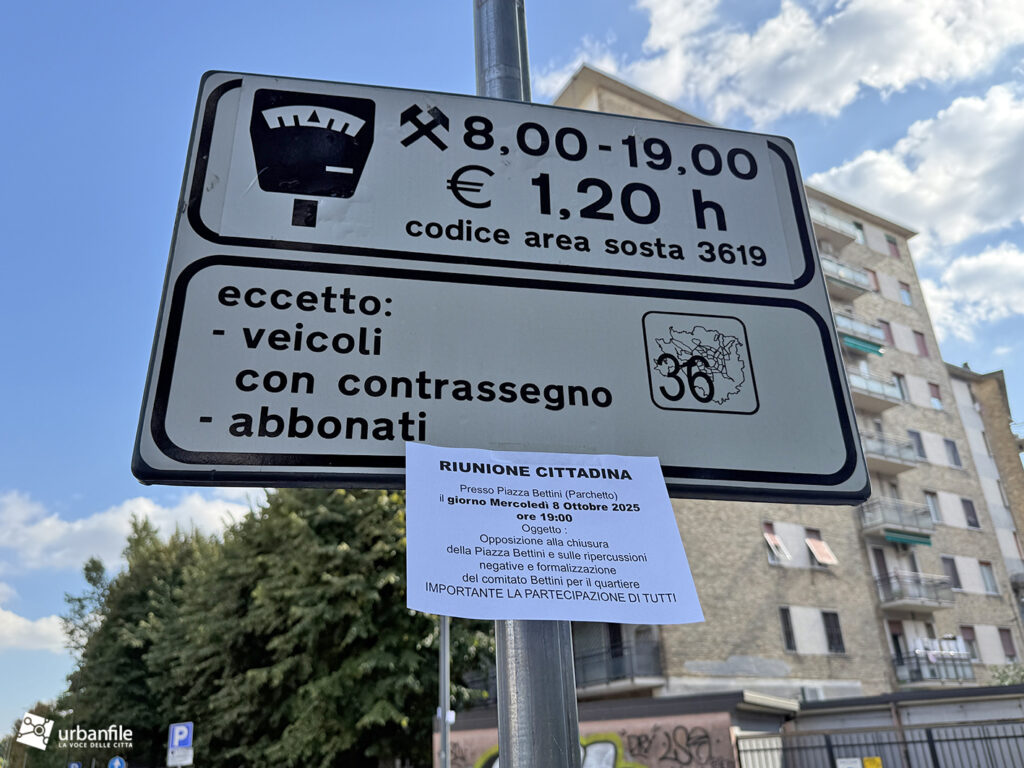 8,00-19,00
€ 1,20 h
codice area sosta 3619
eccetto:
- veicoli
con contrassegno
- abbonati
36
RIUNIONE CITTADINA
Presso Piazza Bettini (Parchetto)
il giorno Mercoledì 8 Ottobre 2025
ore 19:00
Oggetto :
Opposizione alla chiusura
della Piazza Bettini e sulle ripercussioni
negative e formalizzazione
del comitato Bettini per il quartiere
IMPORTANTE LA PARTECIPAZIONE DI TUTTI
P
urbanfile
LA VOCE DELLE CITTÀ